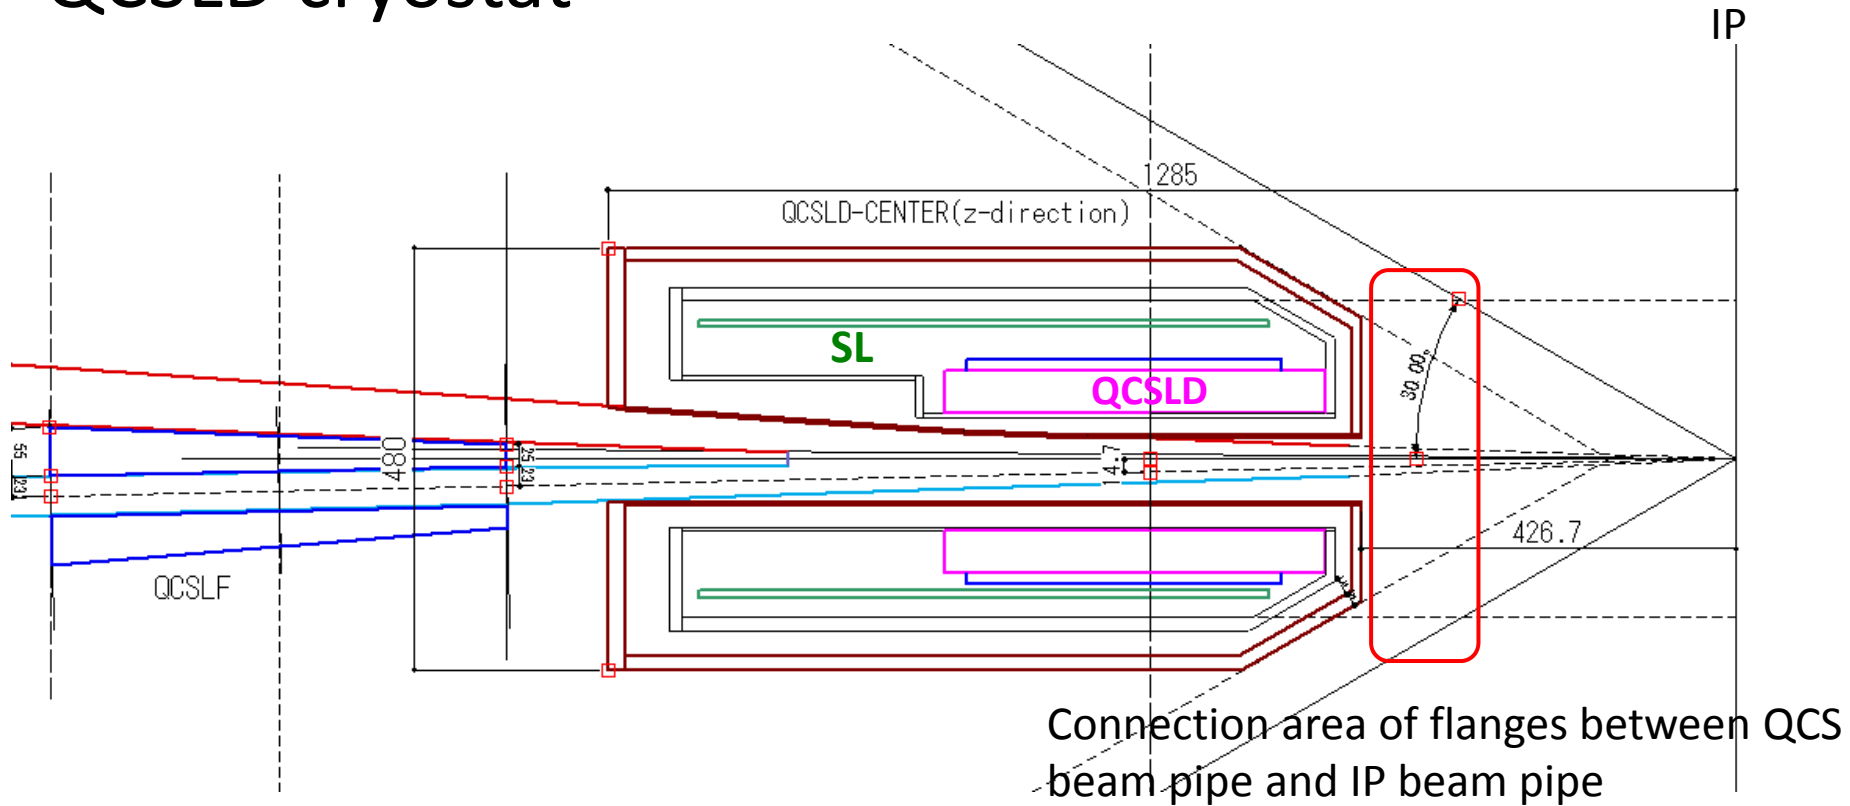 QCSLD cryostat
IP
1285
QCSLD-CENTER(z-direction)
SL
QCSLD
30.00°
480
55
23
25
23
14.7
426.7
QCSLF
Connection area of flanges between QCS
beam pipe and IP beam pipe